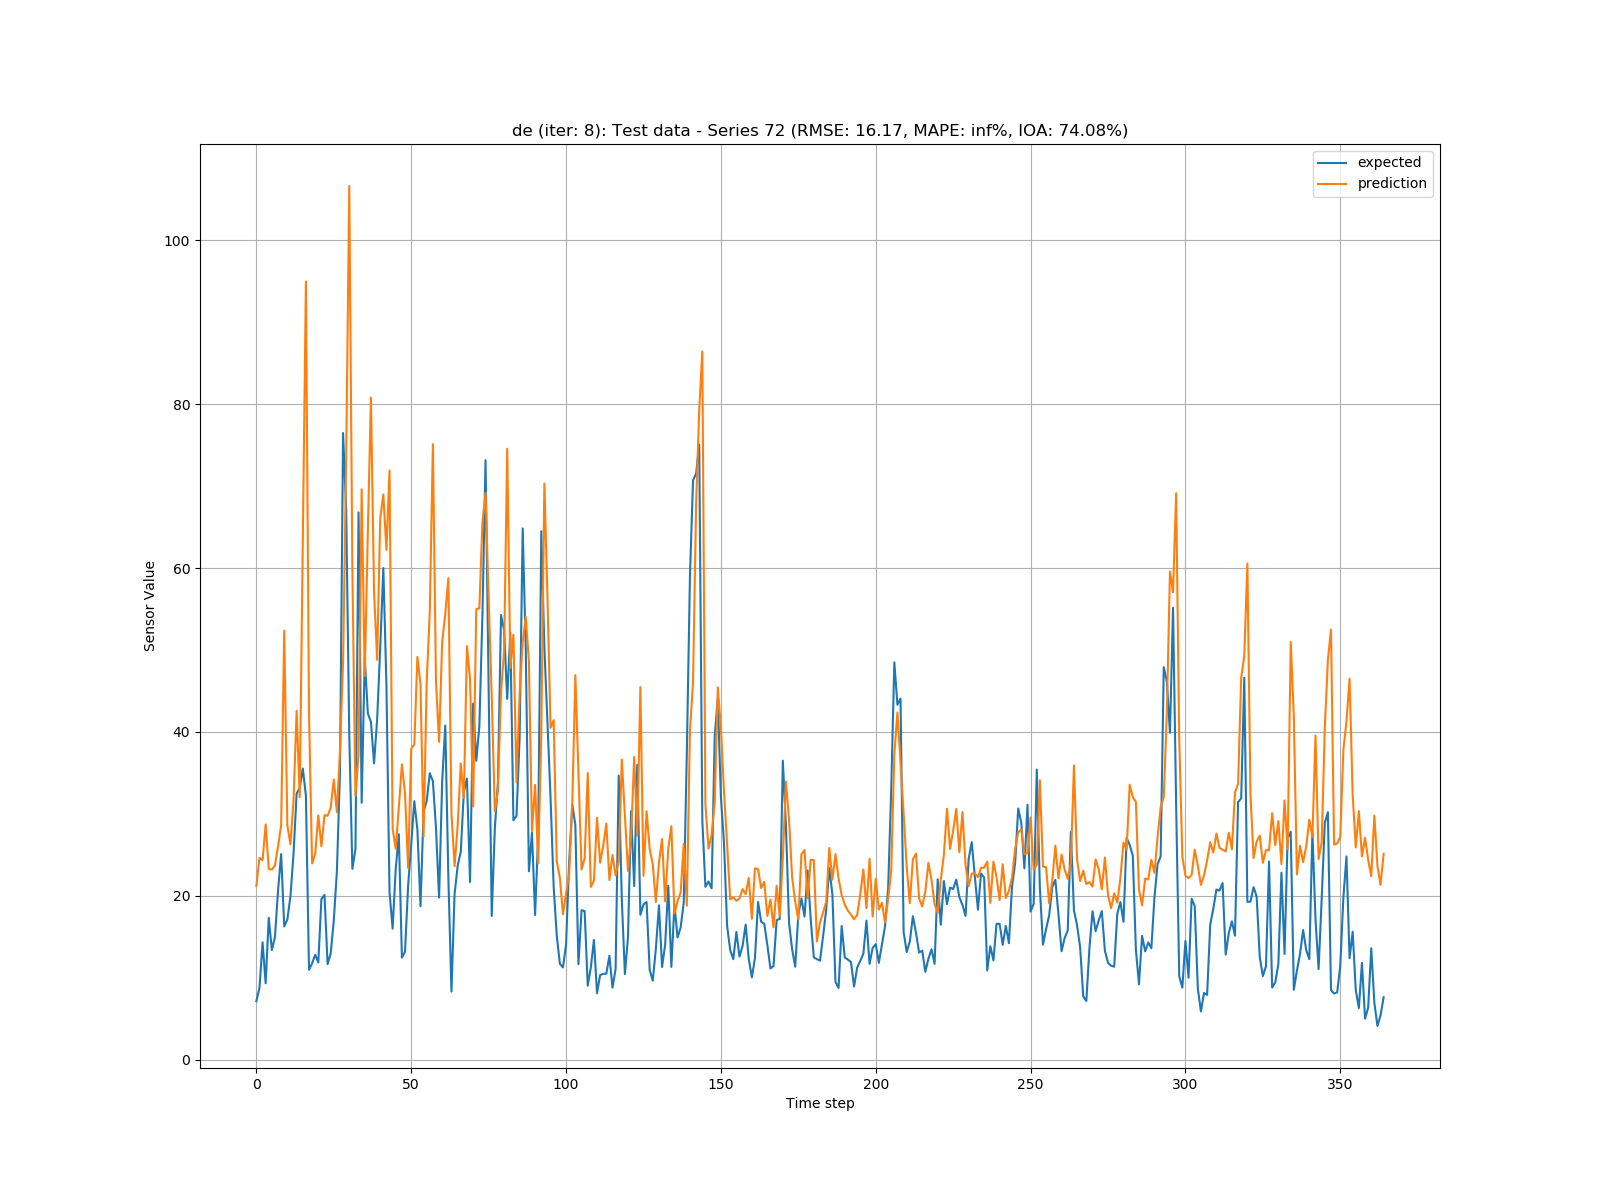 de (iter: 8): Test data - Series 72 (RMSE: 16.17, MAPE: inf%, IOA: 74.08%)
expected
prediction
100
80
60
40
20
0
Sensor Value
0 50 100 150 200 250 300 350
Time step